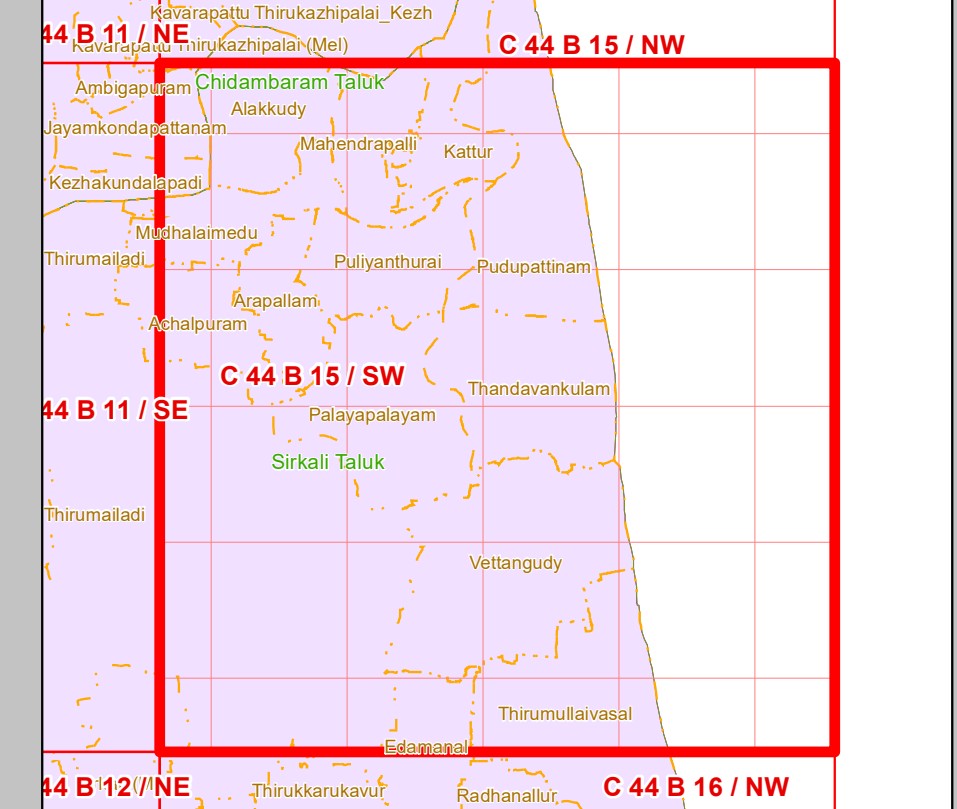 Kavarapattu Thirukazhipalai_Kezh
44 B 11 / NE
C 44 B 15 / NW
Kavarapattu Thirukazhipalai (Mel)
Chidambaram Taluk
Ambigapuram
Alakkudy
Jayamkondapattanam
Mahendrapalli
Kattur
Kezhakundalapadi
Mudhalaimedu
Thirumailadi
Puliyanthurai
Pudupattinam
Arapallam
Achalpuram
C 44 B 15 / SW
Thandavankulam
44 B 11 / SE
Palayapalayam
Sirkali Taluk
Thirumailadi
Vettangudy
Thirumullaivasal
Edamanal
44 B 12 / NE
C 44 B 16 / NW
Thirukkarukavur
Radhanallur